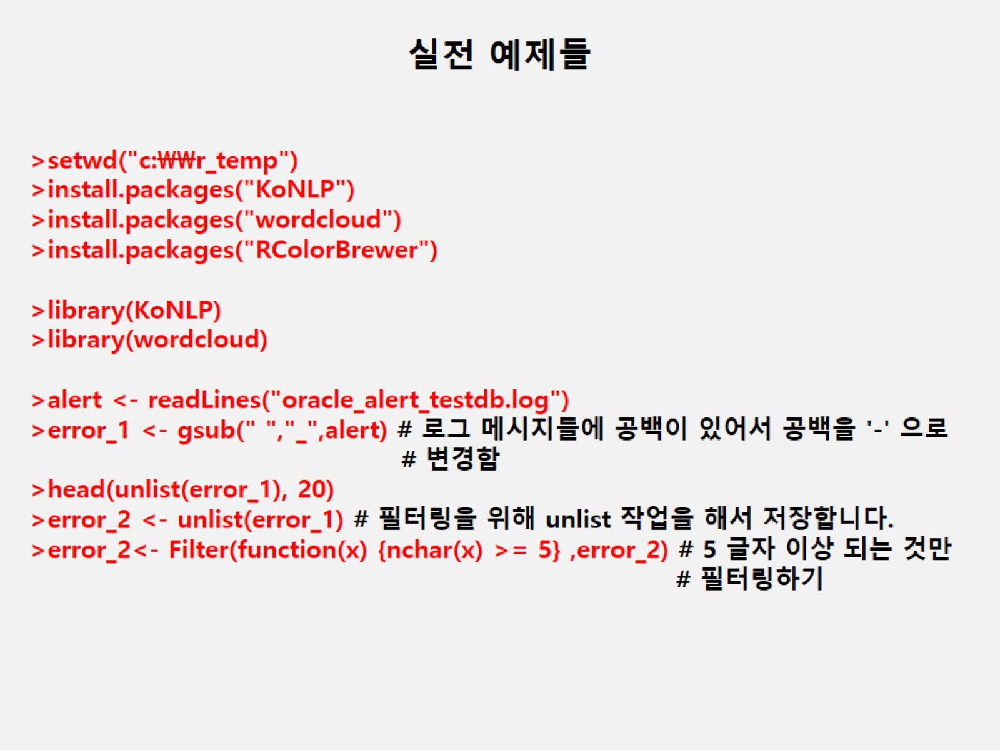 실전 예제들
>setwd("c:₩₩r_temp")
>install.packages("KoNLP")
>install.packages("wordcloud")
>install.packages("RColorBrewer")
>library(KoNLP)
>library(wordcloud)
>alert <- readLines("oracle_alert_testdb.log")
>error_1 <- gsub(" ","_",alert) # 로그 메시지들에 공백이 있어서 공백을 '-' 으로
# 변경함
>head(unlist(error_1), 20)
>error_2 <- unlist(error_1) # 필터링을 위해 unlist 작업을 해서 저장합니다.
>error_2<- Filter(function(x) {nchar(x) >= 5} ,error_2) # 5 글자 이상 되는 것만
# 필터링하기